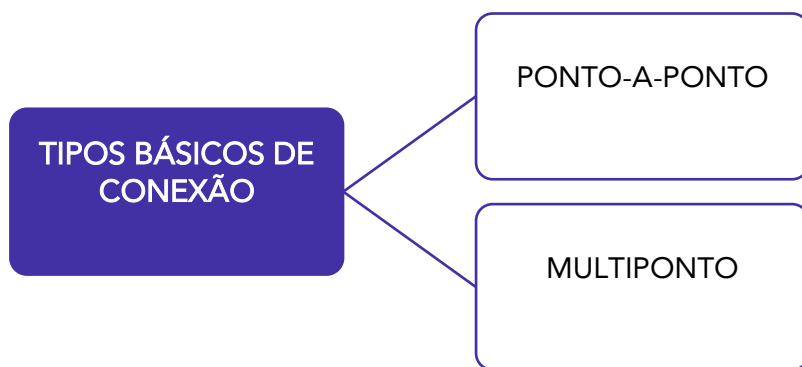 TIPOS BÁSICOS DE
CONEXÃO
PONTO-A-PONTO
MULTIPONTO